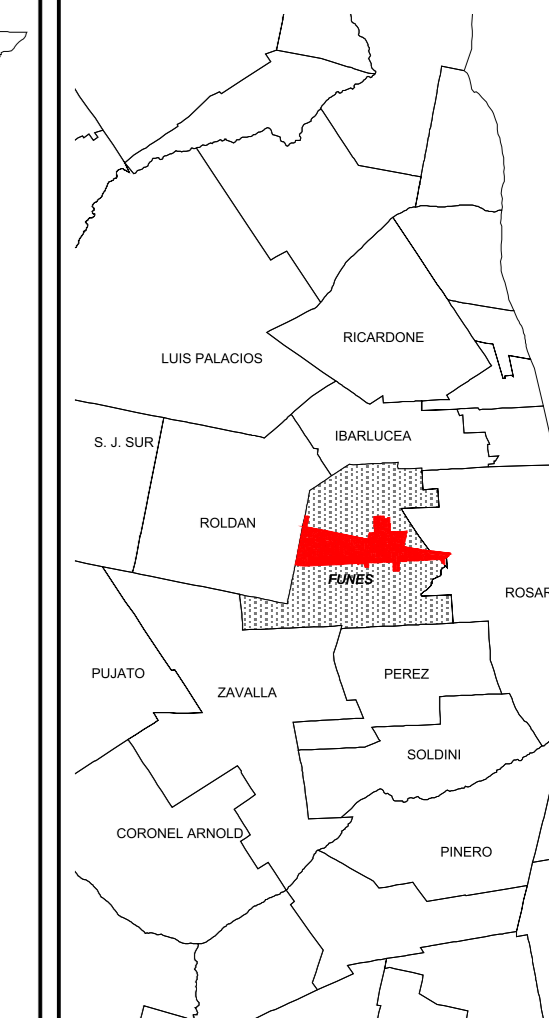 RICARDONE
LUIS PALACIOS
IBARLUCEA
S. J. SUR
ROLDAN
FUNES
ROSAR
PUJATO
PEREZ
ZAVALLA
SOLDINI
CORONEL ARNOLD
PINERO